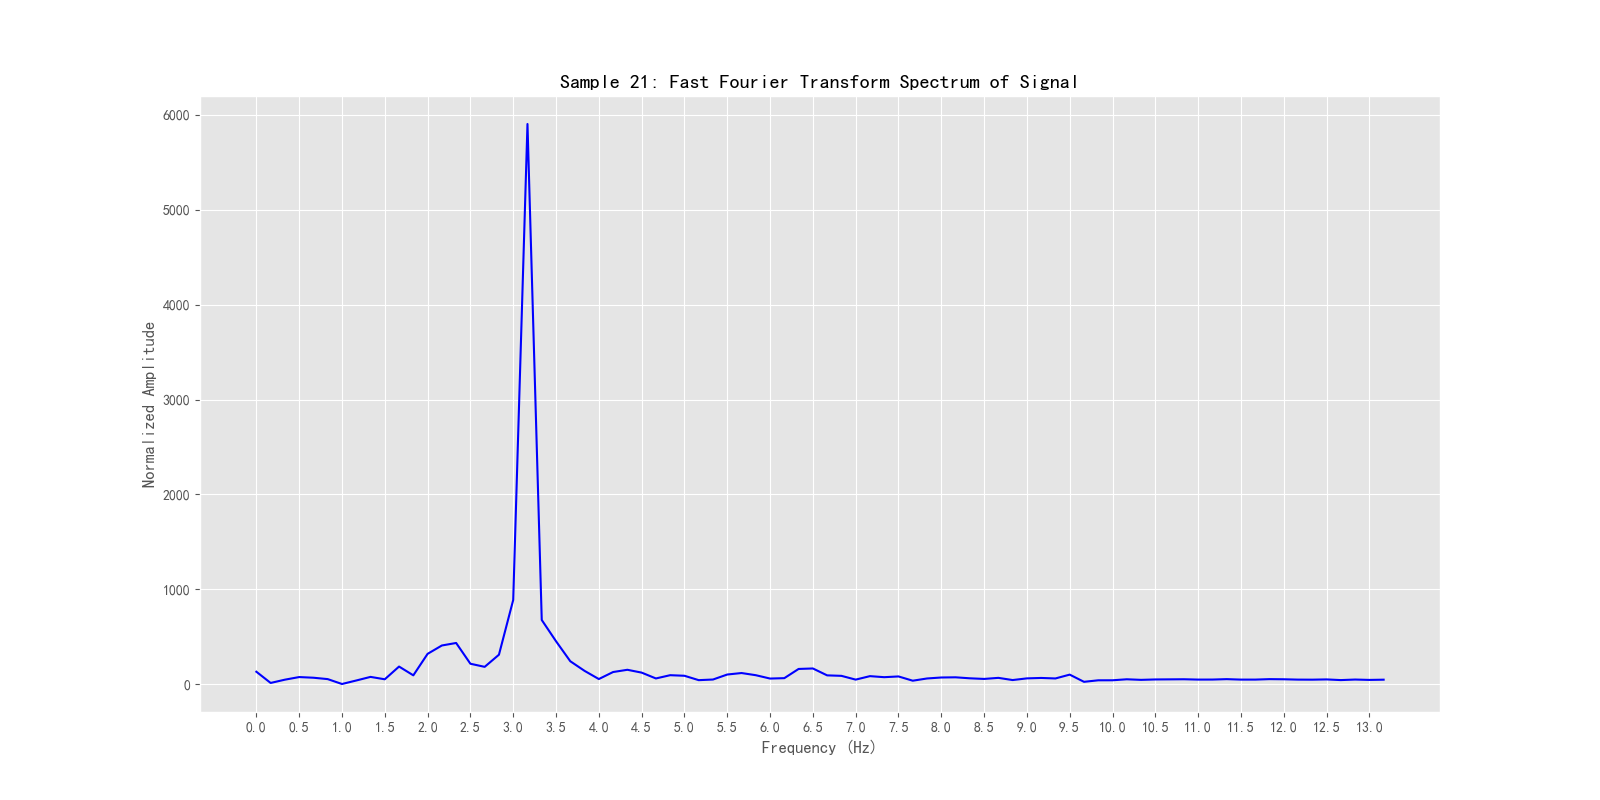 Sample 21: Fast Fourier Transform Spectrum of Signal
6000
5000
4000
3000
2000
1000
0
Normalized Amplitude
0.0 0.5 1.0 1.5 2.0 2.5 3.0 3.5 4.0 4.5 5.0 5.5 6.0 6.5 7.0 7.5 8.0 8.5 9.0 9.5 10.0 10.5 11.0 11.5 12.0 12.5 13.0
Frequency (Hz)